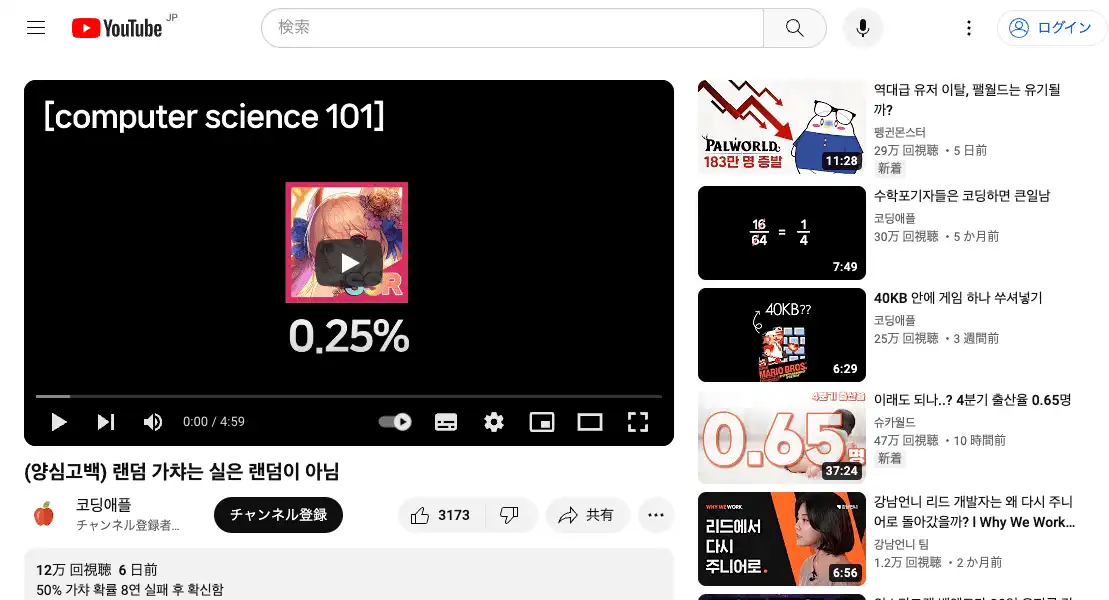 YouTube JP
検索
ログイン
[computer science 101]
SSR
0.25%
0:00 / 4:59
(양심고백) 랜덤 가챠는 실은 랜덤이 아님
코딩애플
チャンネル登録者...
チャンネル登録
3173
共有
12万 回視聴 6 日前
50% 가챠 확률 8연 실패 후 확신함
PALWORLD
183만 명 증발
11:28
역대급 유저 이탈, 팰월드는 유기될
까?
펭귄몬스터
29万 回視聴 ・5 日前
新着
16
64
=
1
4
7:49
수학포기자들은 코딩하면 큰일남
코딩애플
30万 回視聴 ・5 か月前
40KB??
MARIO BROS.
6:29
40KB 안에 게임 하나 쑤셔넣기
코딩애플
25万 回視聴 ・3 週間前
4분기 출산율
0.65명
37:24
이래도 되나..? 4분기 출산율 0.65명
슈카월드
47万 回視聴 ・10 時間前
新着
WHY WE WORK
강남언니
리드에서
다시
주니어로.
6:56
강남언니 리드 개발자는 왜 다시 주니
어로 돌아갔을까? l Why We Work...
강남언니 팀
1.2万 回視聴 ・2 か月前